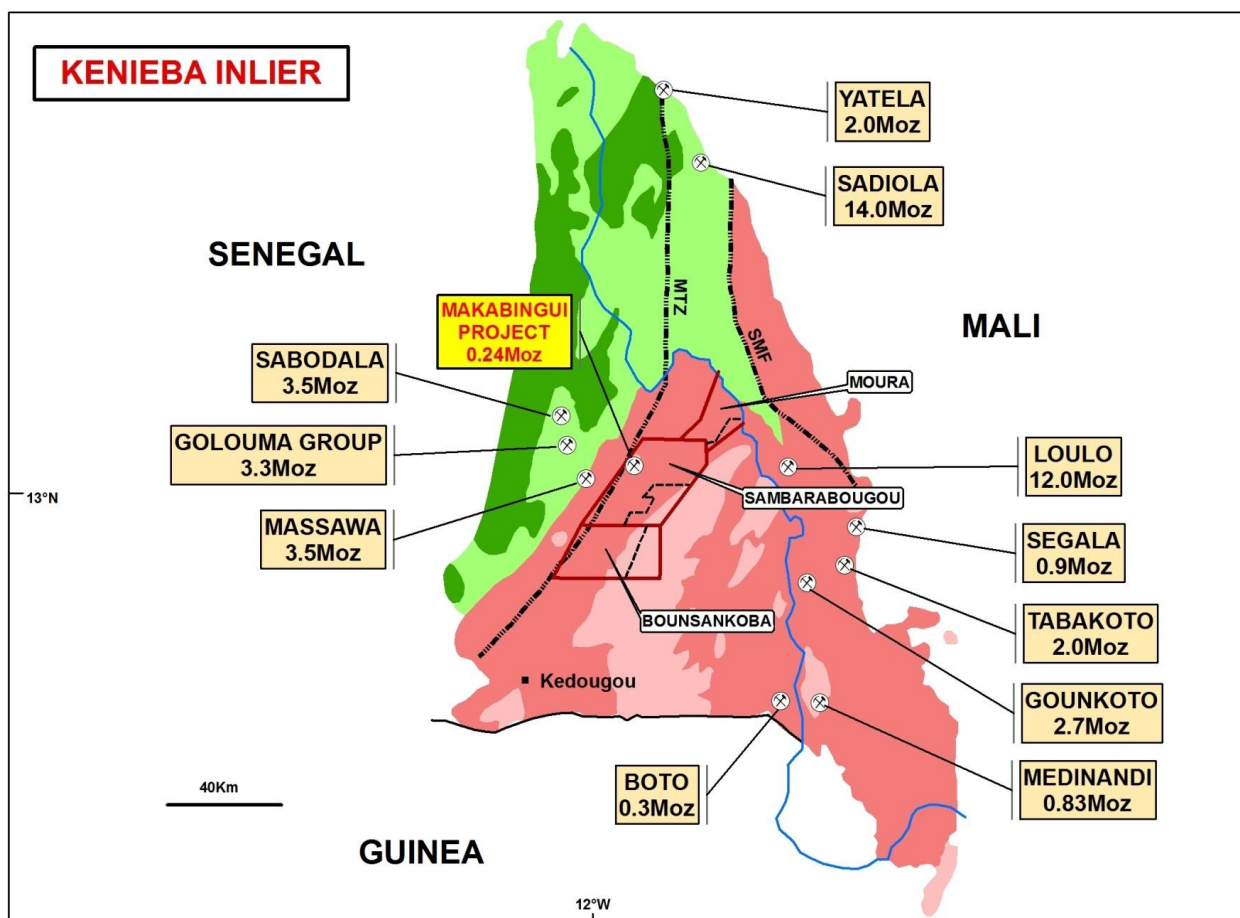 KENIEBA INLIER
YATELA
2.0Moz
SADIOLA
14.0Moz
SENEGAL
MAKABINGUI
PROJECT
0.24Moz
MTZ
MALI
SMF
SABODALA
3.5Moz
MOURA
GOLOUMA GROUP
3.3Moz
LOULO
12.0Moz
13°N
SAMBARABOUGOU
MASSAWA
3.5Moz
SEGALA
0.9Moz
BOUNSANKOBA
TABAKOTO
2.0Moz
Kedougou
GOUNKOTO
2.7Moz
BOTO
0.3Moz
MEDINANDI
0.83Moz
40Km
GUINEA
12°W